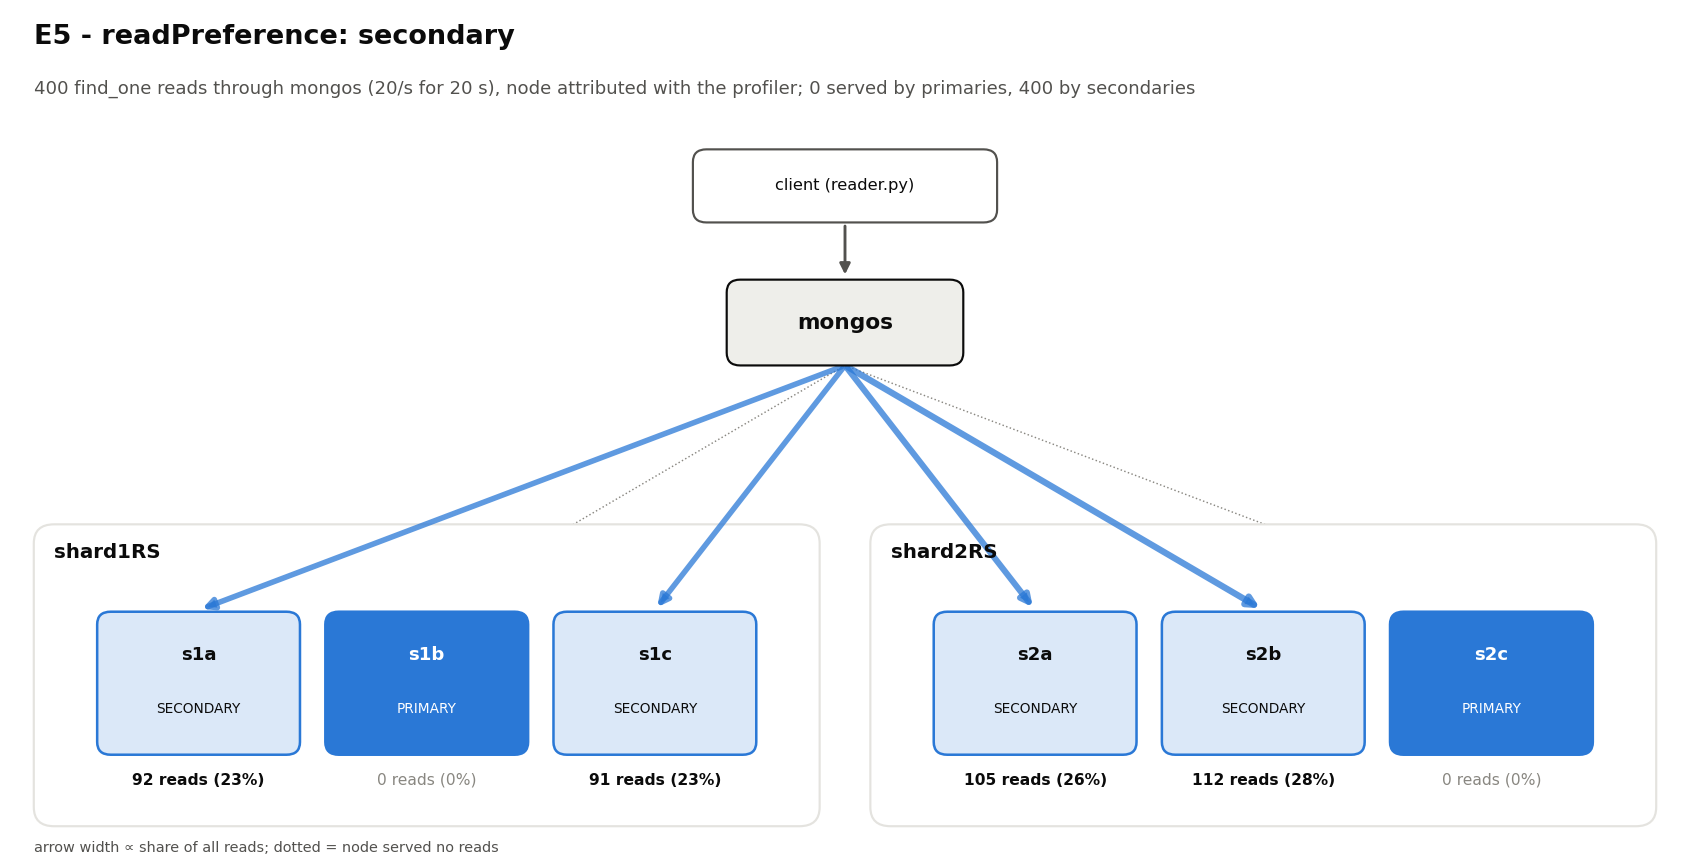 E5 - readPreference: secondary
400 find_one reads through mongos (20/s for 20 s), node attributed with the profiler; 0 served by primaries, 400 by secondaries
client (reader.py)
mongos
shard1RS
s1a
SECONDARY
92 reads (23%)
s1b
PRIMARY
0 reads (0%)
s1c
SECONDARY
91 reads (23%)
shard2RS
s2a
SECONDARY
105 reads (26%)
s2b
SECONDARY
112 reads (28%)
s2c
PRIMARY
0 reads (0%)
arrow width ∝ share of all reads; dotted = node served no reads